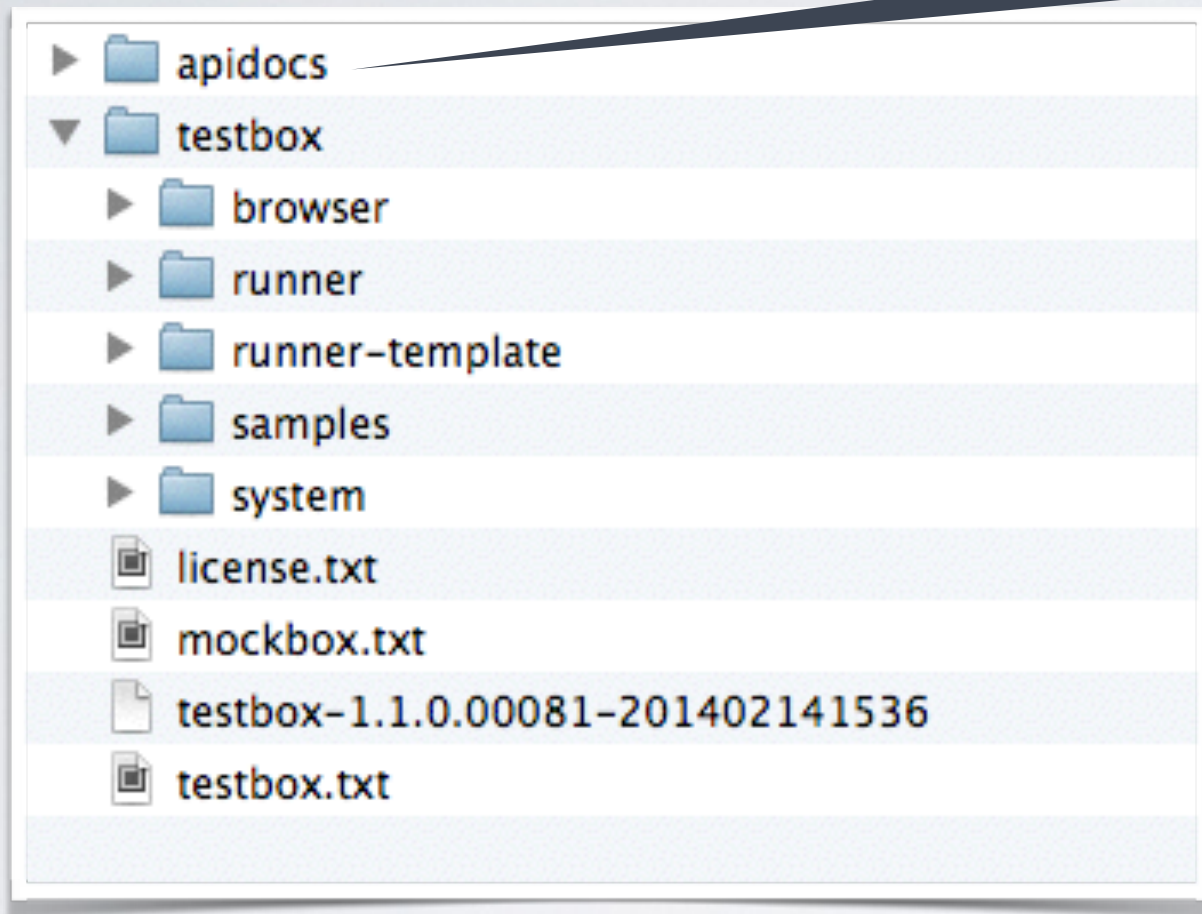 apidocs
testbox
browser
runner
runner-template
samples
system
license.txt
mockbox.txt
testbox-1.1.0.00081-201402141536
testbox.txt